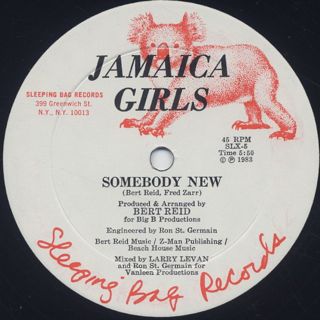 JAMAICA
GIRLS
SLEEPING BAG RECORDS
399 Greenwich St.
N.Y., N.Y. 10013
45 RPM
SLX-5
Time 5:50
© ℗ 1983
SOMEBODY NEW
(Bert Reid, Fred Zarr)
Produced & Arranged by
BERT REID
for Big B Productions
Engineered by Ron St. Germain
Bert Reid Music / Z-Man Publishing /
Beach House Music
Mixed by LARRY LEVAN
and Ron St. Germain for
Vanleen Productions
Sleeping Bag Records